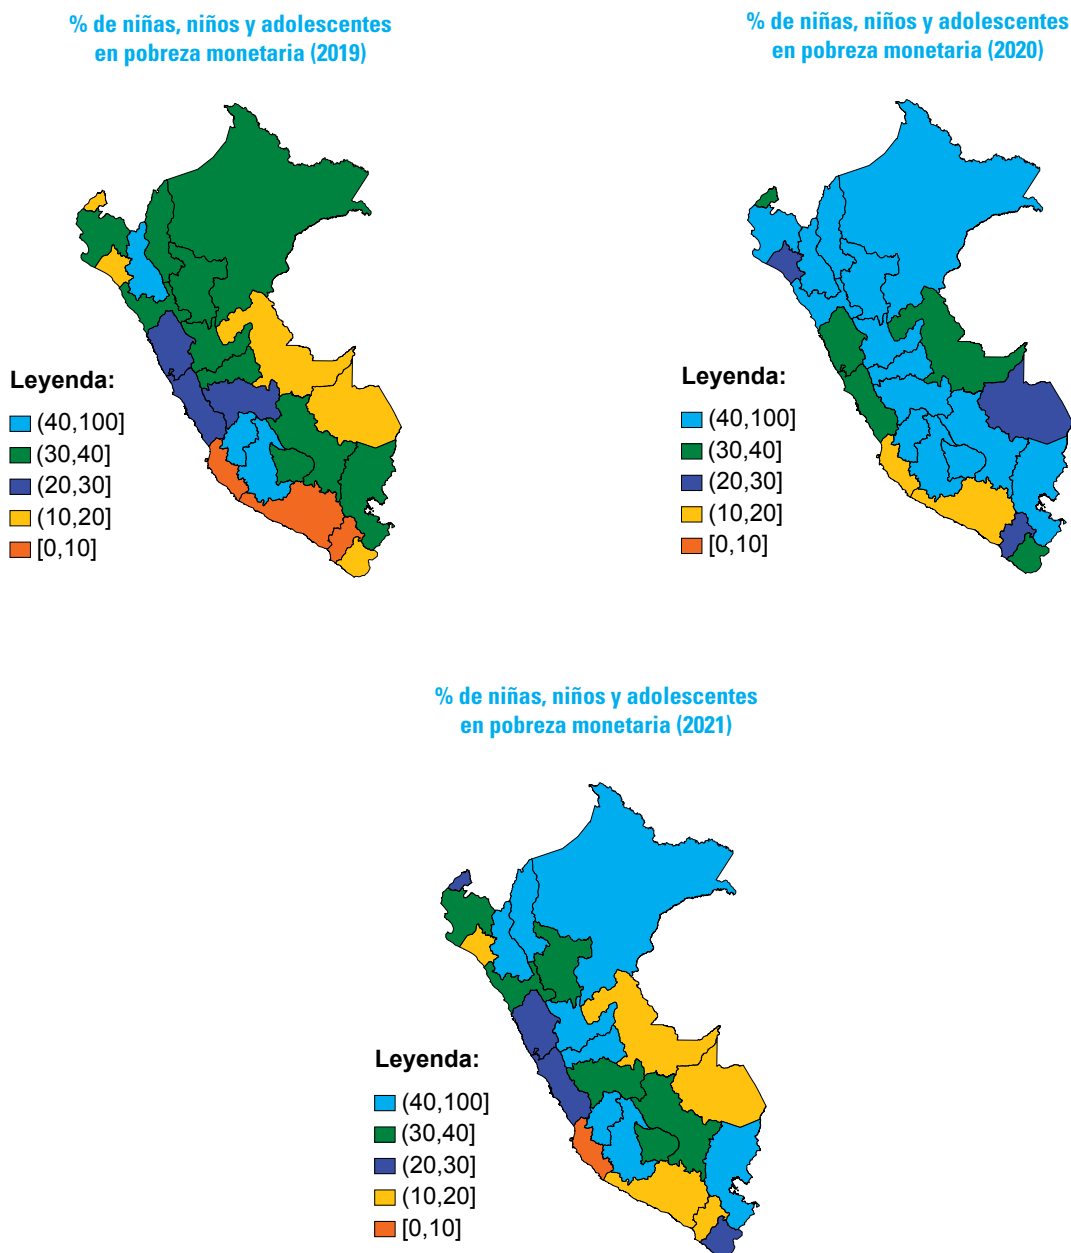 % de niñas, niños y adolescentes
en pobreza monetaria (2019)
Leyenda:
(40,100]
(30,40]
(20,30]
(10,20]
[0,10]
% de niñas, niños y adolescentes
en pobreza monetaria (2020)
Leyenda:
(40,100]
(30,40]
(20,30]
(10,20]
[0,10]
% de niñas, niños y adolescentes
en pobreza monetaria (2021)
Leyenda:
(40,100]
(30,40]
(20,30]
(10,20]
[0,10]